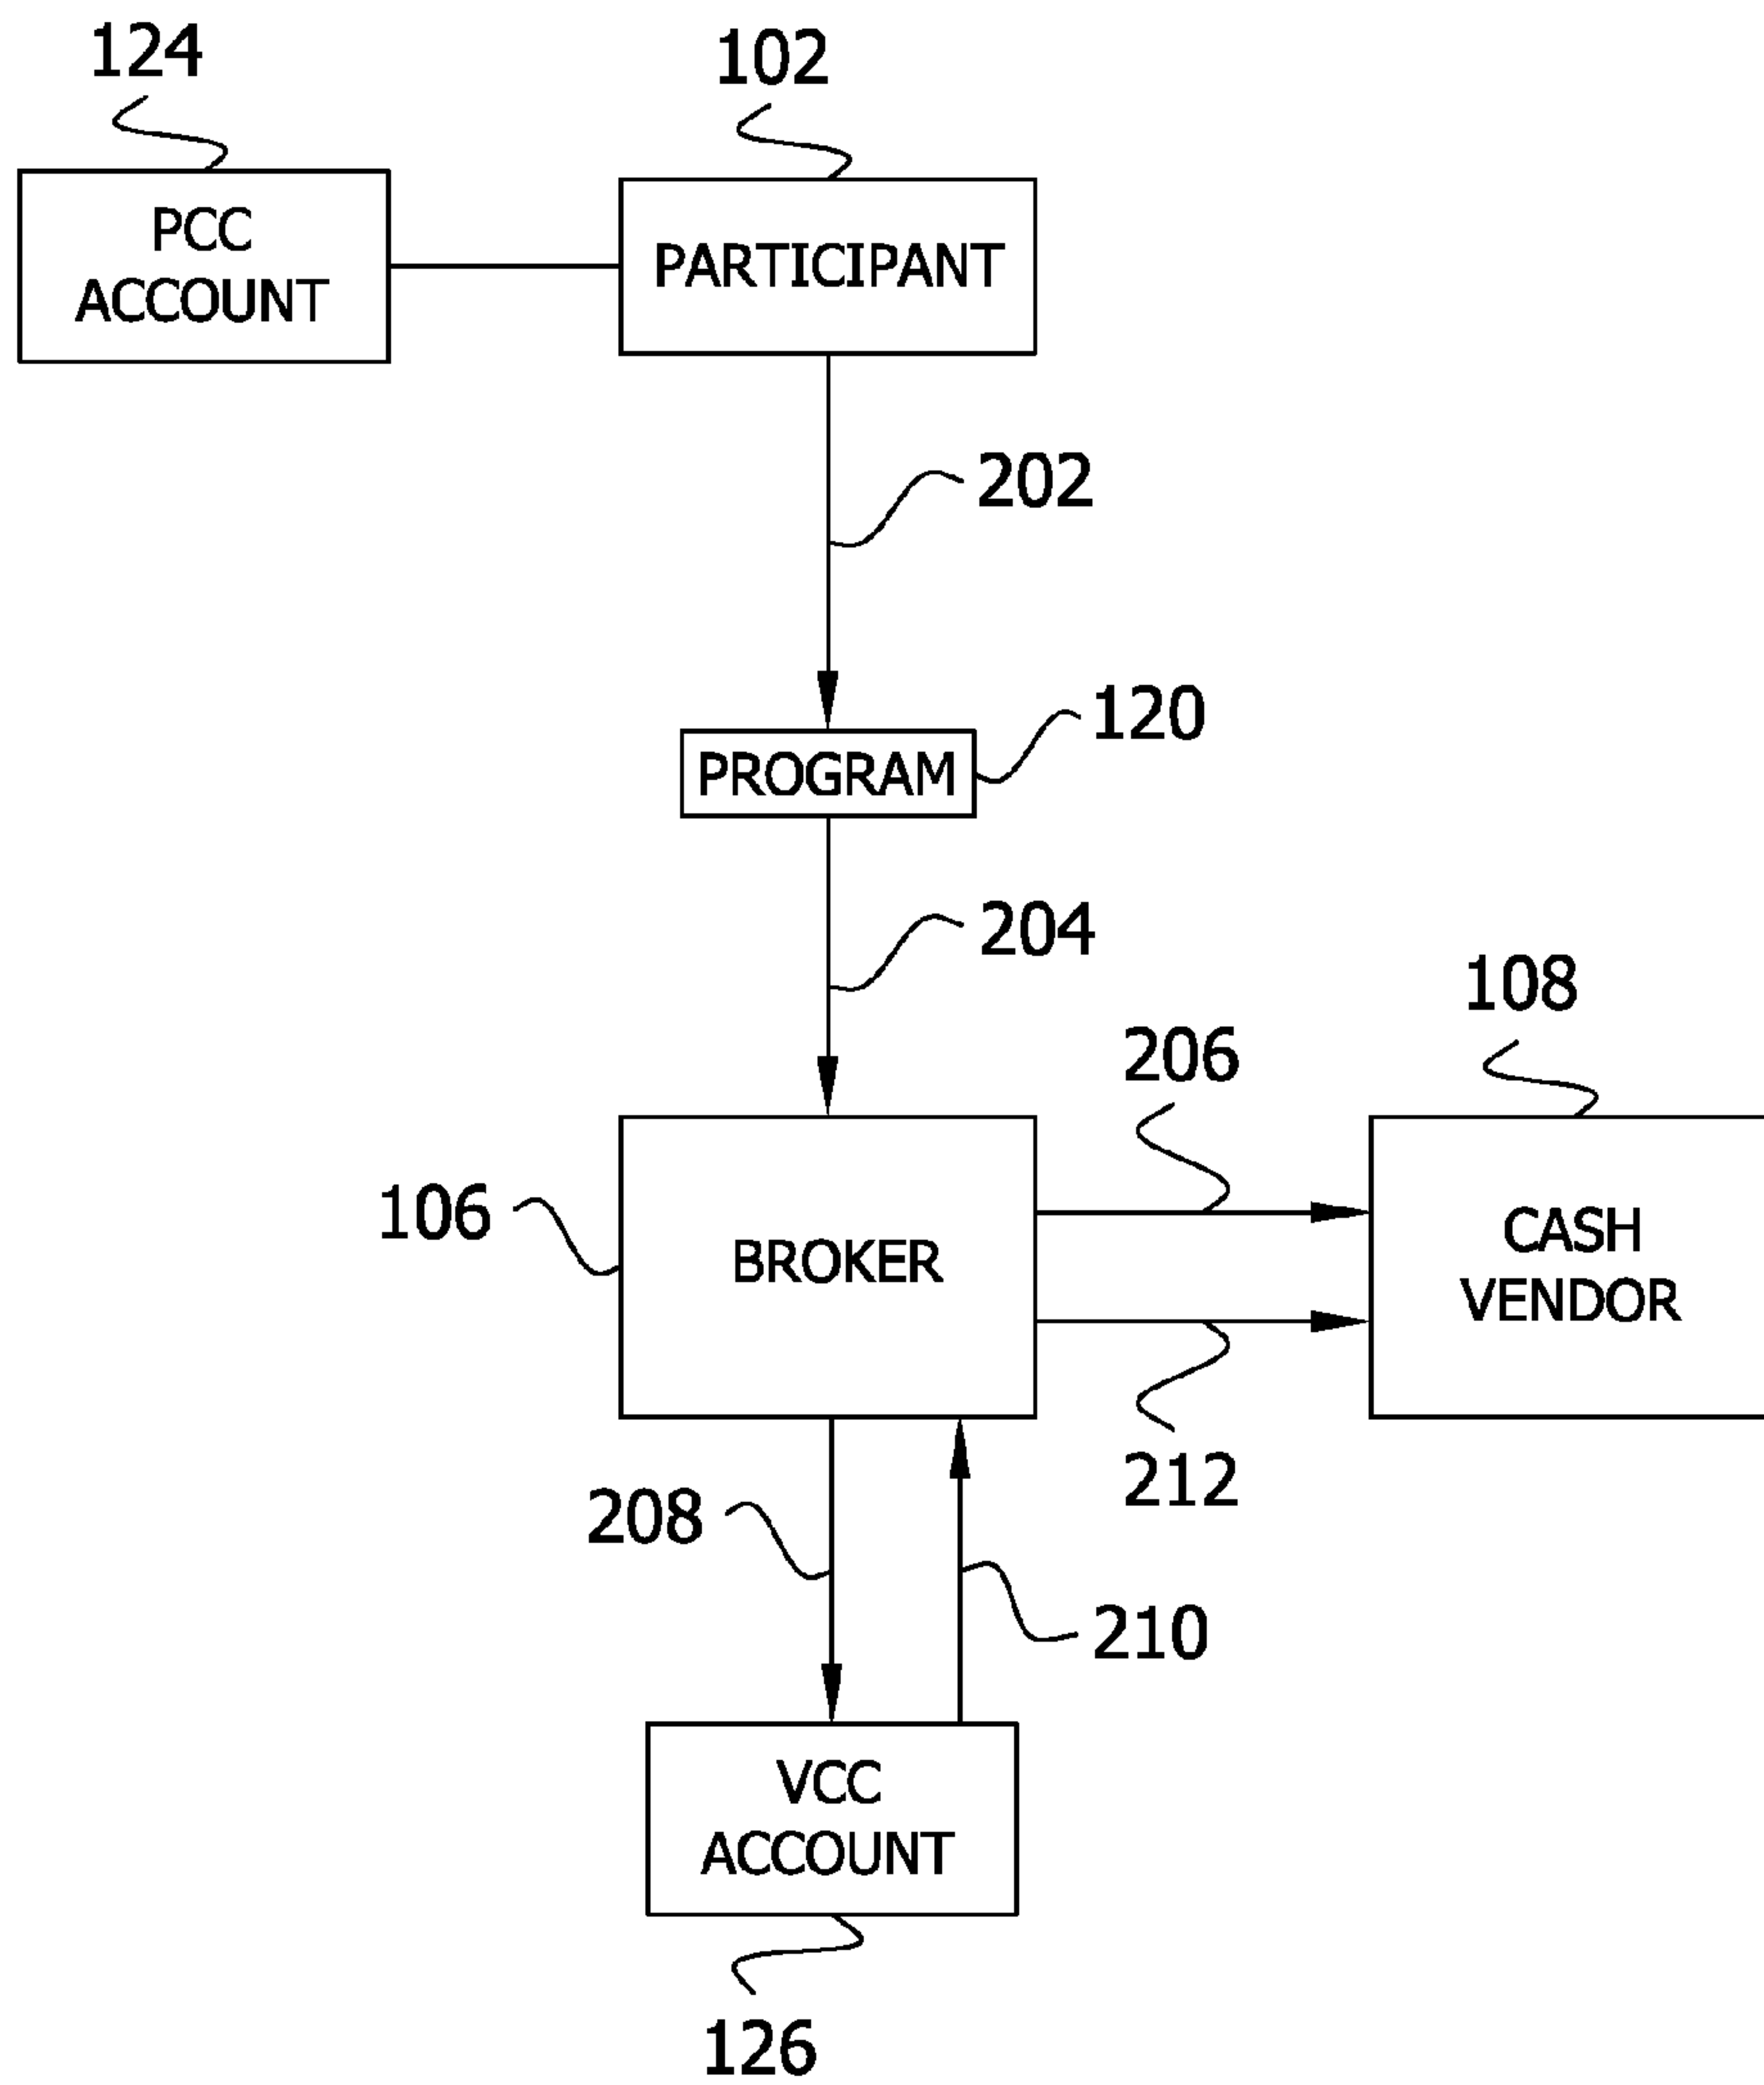 124
102
PCC
ACCOUNT
PARTICIPANT
202
PROGRAM
120
204
108
206
106
BROKER
CASH
VENDOR
212
208
210
VCC
ACCOUNT
126